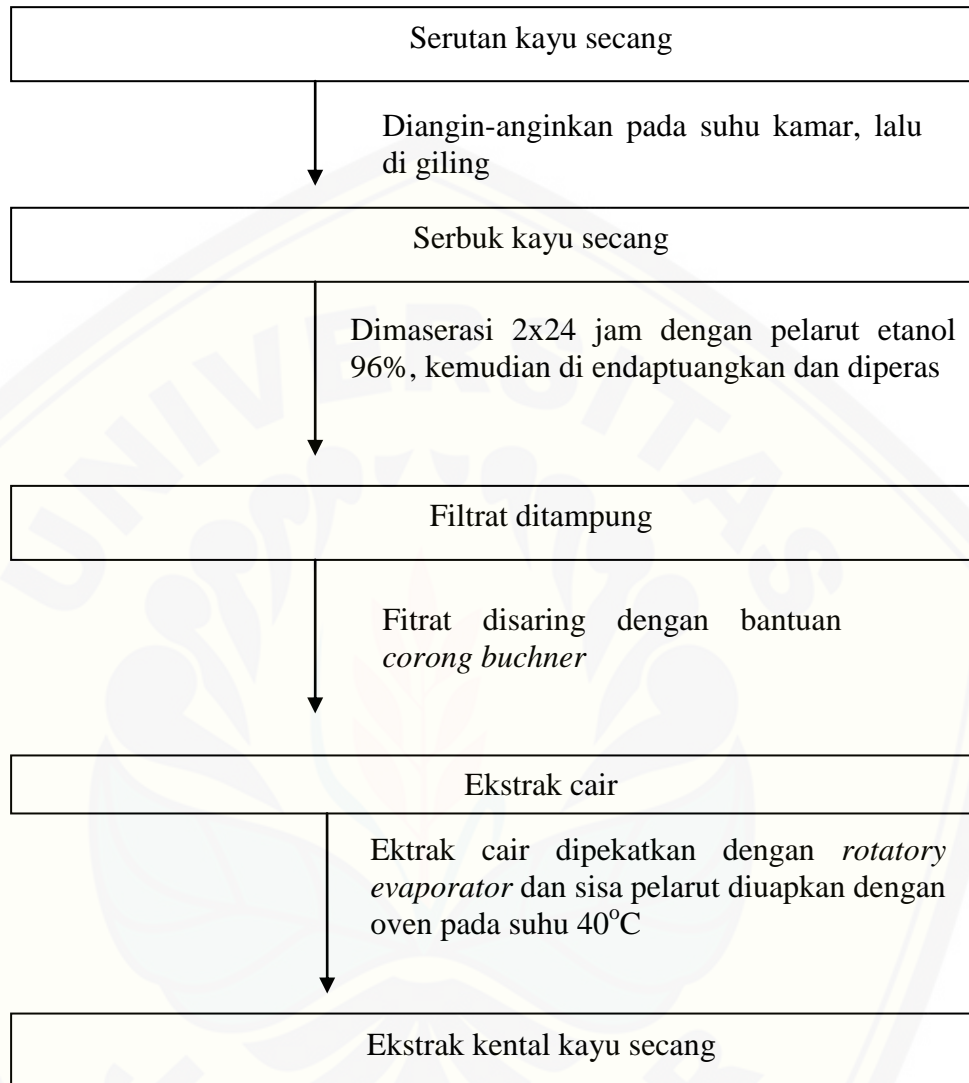 Serutan kayu secang
Diangin-anginkan pada suhu kamar, lalu
di giling
Serbuk kayu secang
Dimaserasi 2x24 jam dengan pelarut etanol
96%, kemudian di endaptuangkan dan diperas
UNIVERSITAS
Filtrat ditampung
Fitrat disaring dengan bantuan
corong buchner
Ekstrak cair
Ektrak cair dipekatkan dengan rotatory
evaporator dan sisa pelarut diuapkan dengan
oven pada suhu 40°C
Ekstrak kental kayu secang